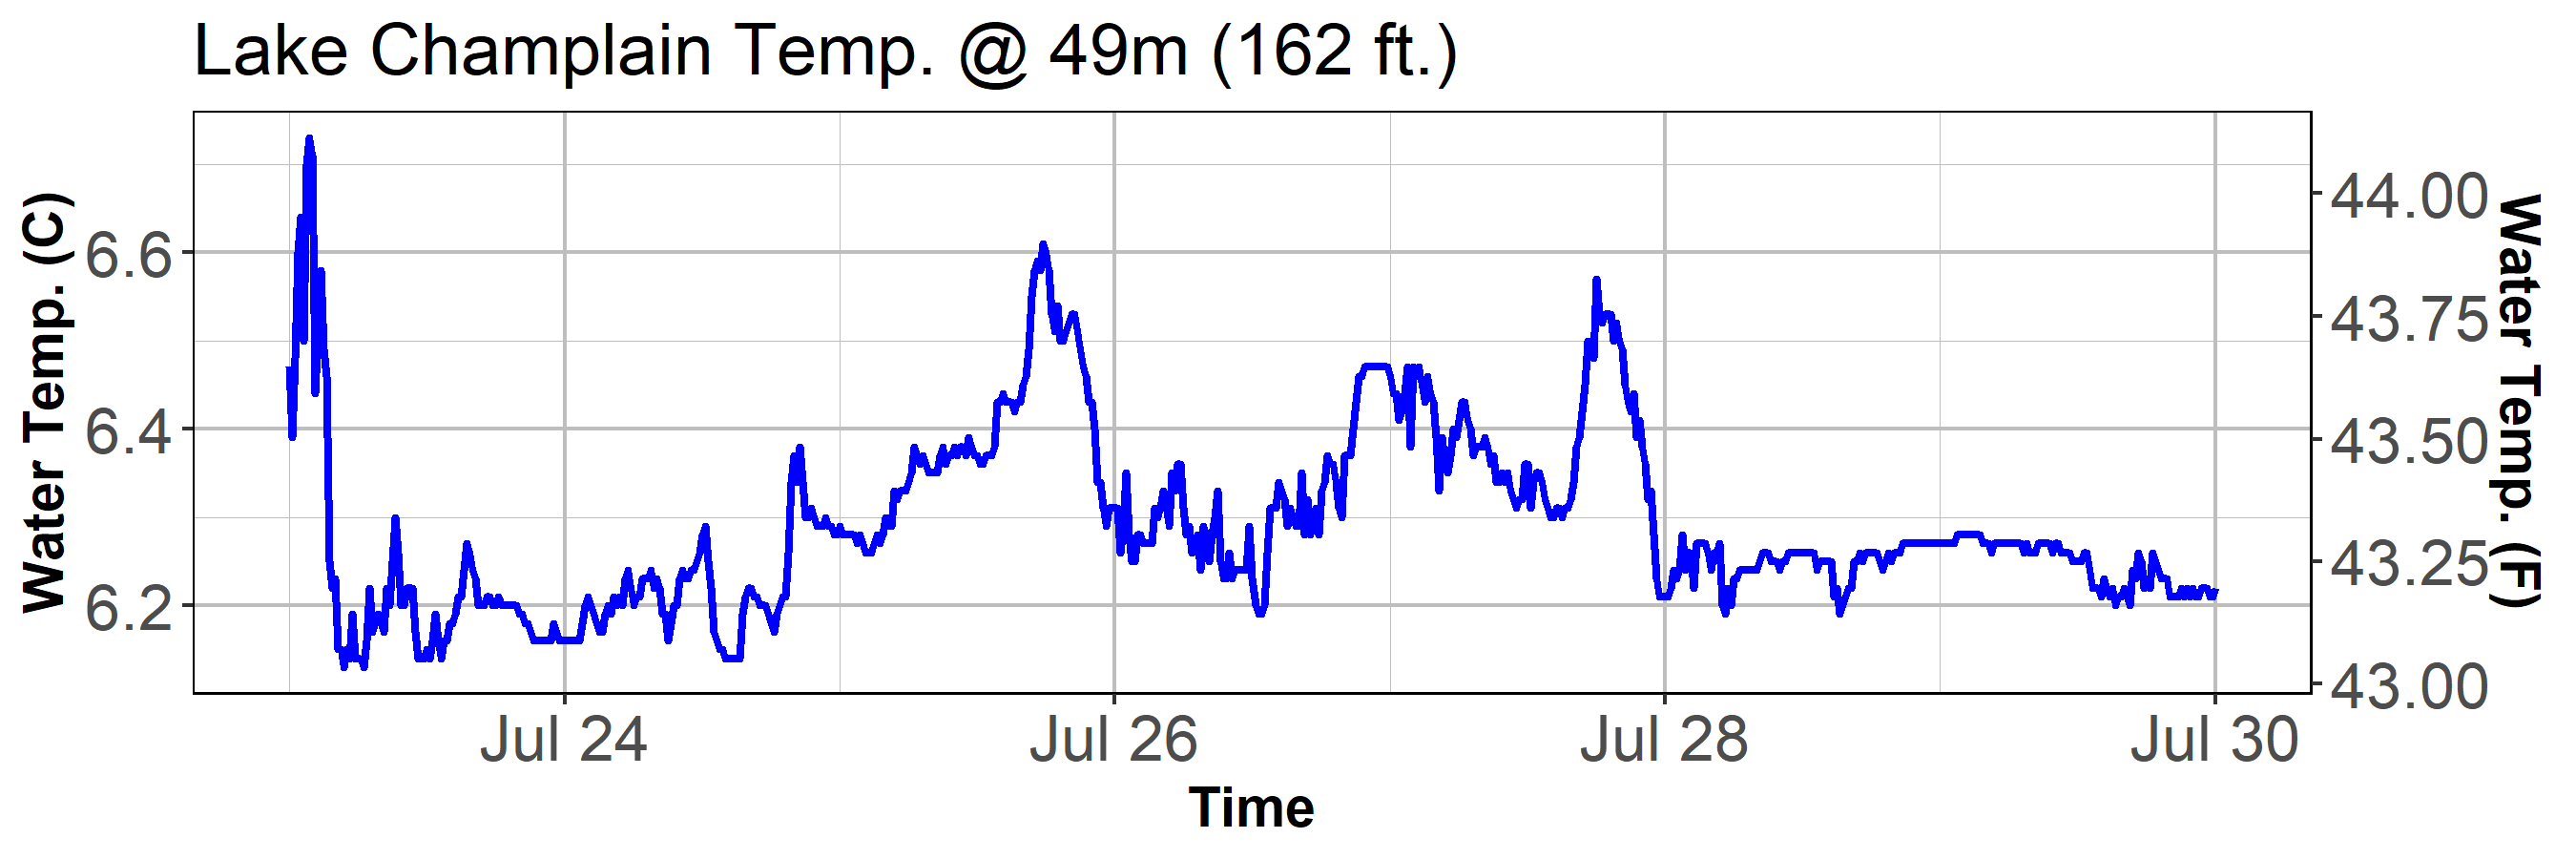 Lake Champlain Temp. @ 49m (162 ft.)
Water Temp. (C)
6.6
6.4
6.2
44.00
43.75
43.50
43.25
43.00
Water Temp. (F)
Jul 24 Jul 26 Jul 28 Jul 30
Time